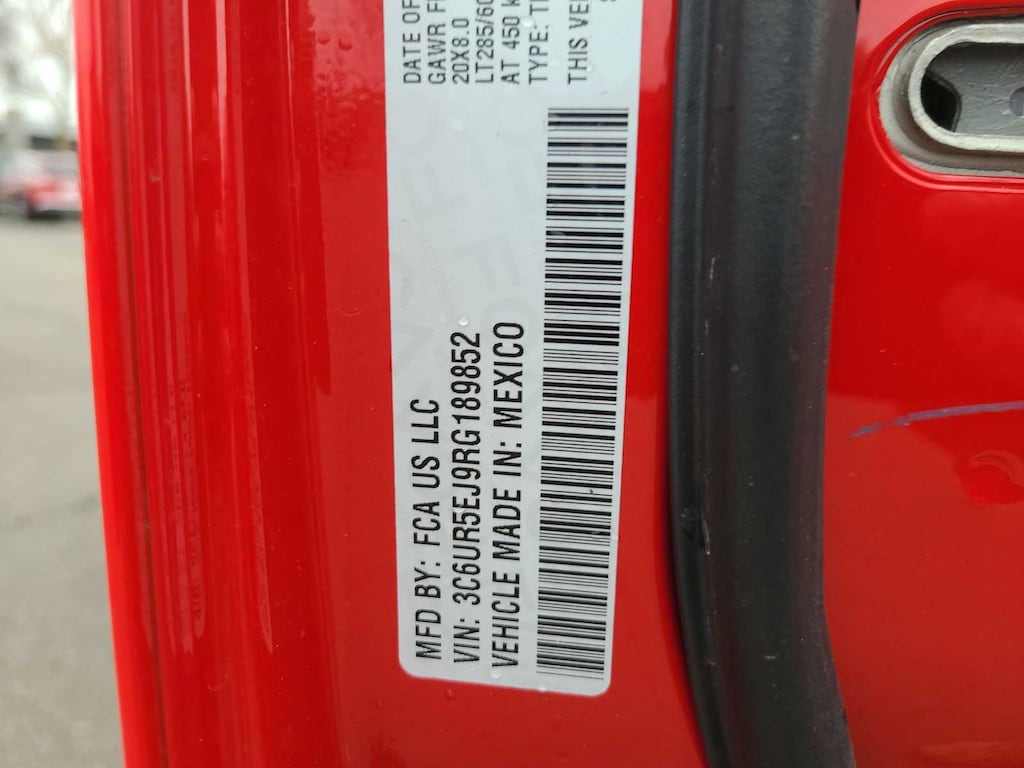 DATE OF
GAWR F
20X8.0
LT285/60
AT 450 k
TYPE: T
THIS VE
MFD BY: FCA US LLC
VIN: 3C6UR5EJ9RG189852
VEHICLE MADE IN: MEXICO